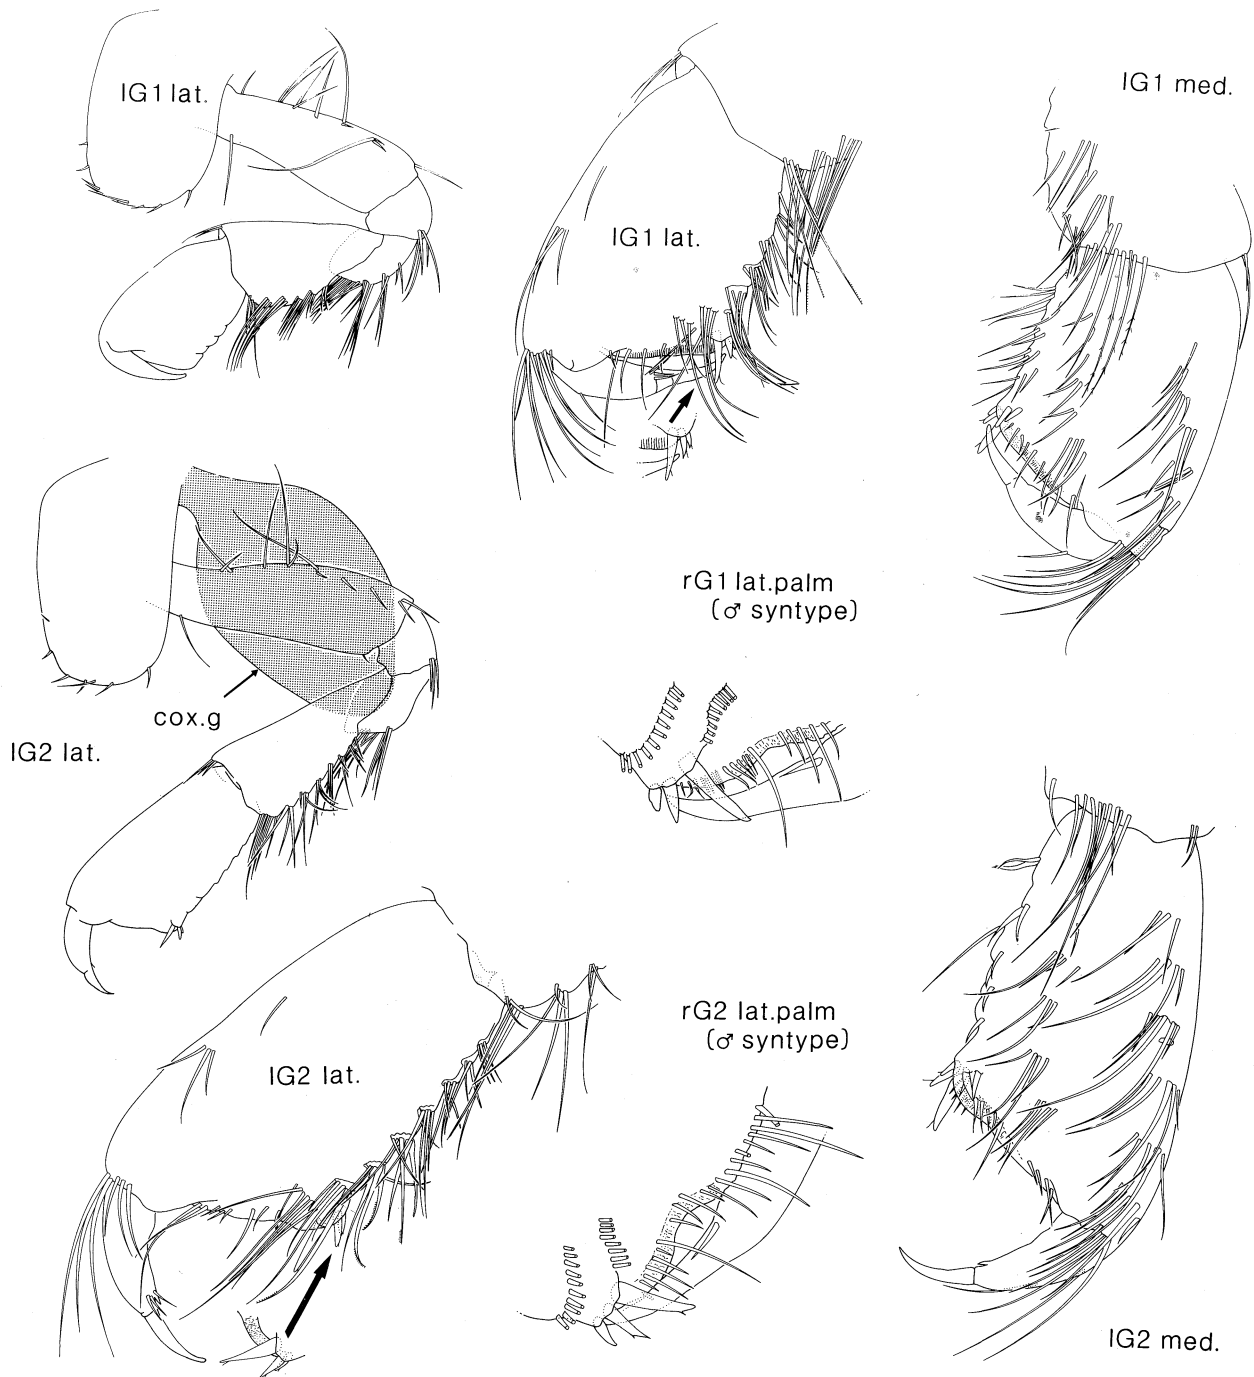 lG1 lat.
lG1 lat.
lG1 med.
rG1 lat.palm
(♂ syntype)
cox.g
lG2 lat.
rG2 lat.palm
(♂ syntype)
lG2 lat.
lG2 med.